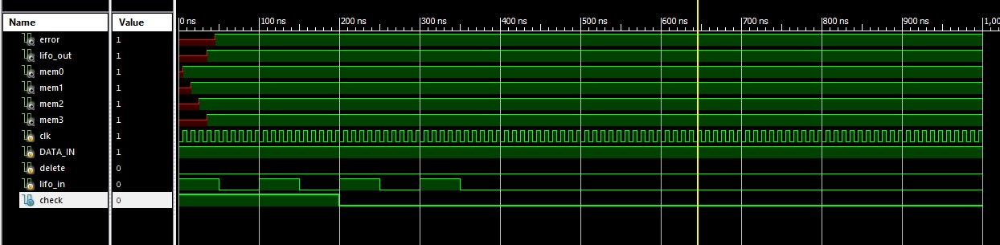 Name Value 0 ns 100 ns 200 ns 300 ns 400 ns 500 ns 600 ns 700 ns 800 ns 900 ns 1,00
error 1
lifo_out 1
mem0 1
mem1 1
mem2 1
mem3 1
clk 1
DATA_IN 1
delete 0
lifo_in 0
check 0